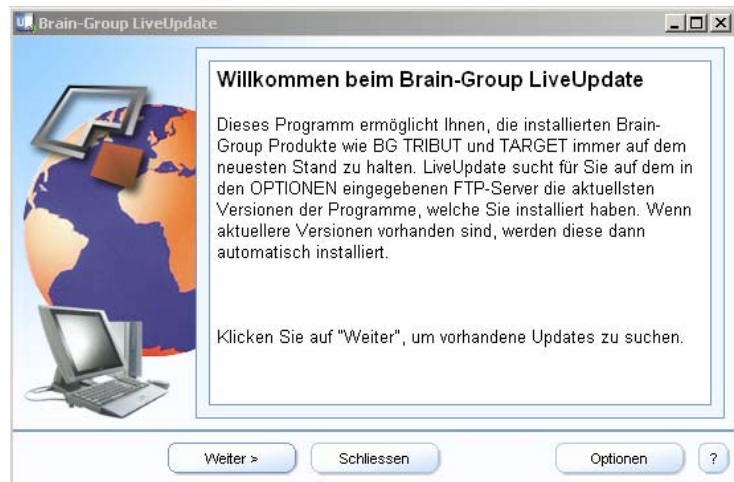 Brain-Group LiveUpdate
Willkommen beim Brain-Group LiveUpdate
Dieses Programm ermöglicht Ihnen, die installierten Brain-
Group Produkte wie BG TRIBUT und TARGET immer auf dem
neuesten Stand zu halten. LiveUpdate sucht für Sie auf dem in
den OPTIONEN eingegebenen FTP-Server die aktuellsten
Versionen der Programme, welche Sie installiert haben. Wenn
aktuellere Versionen vorhanden sind, werden diese dann
automatisch installiert.
Klicken Sie auf "Weiter", um vorhandene Updates zu suchen.
Weiter > Schliessen Optionen ?